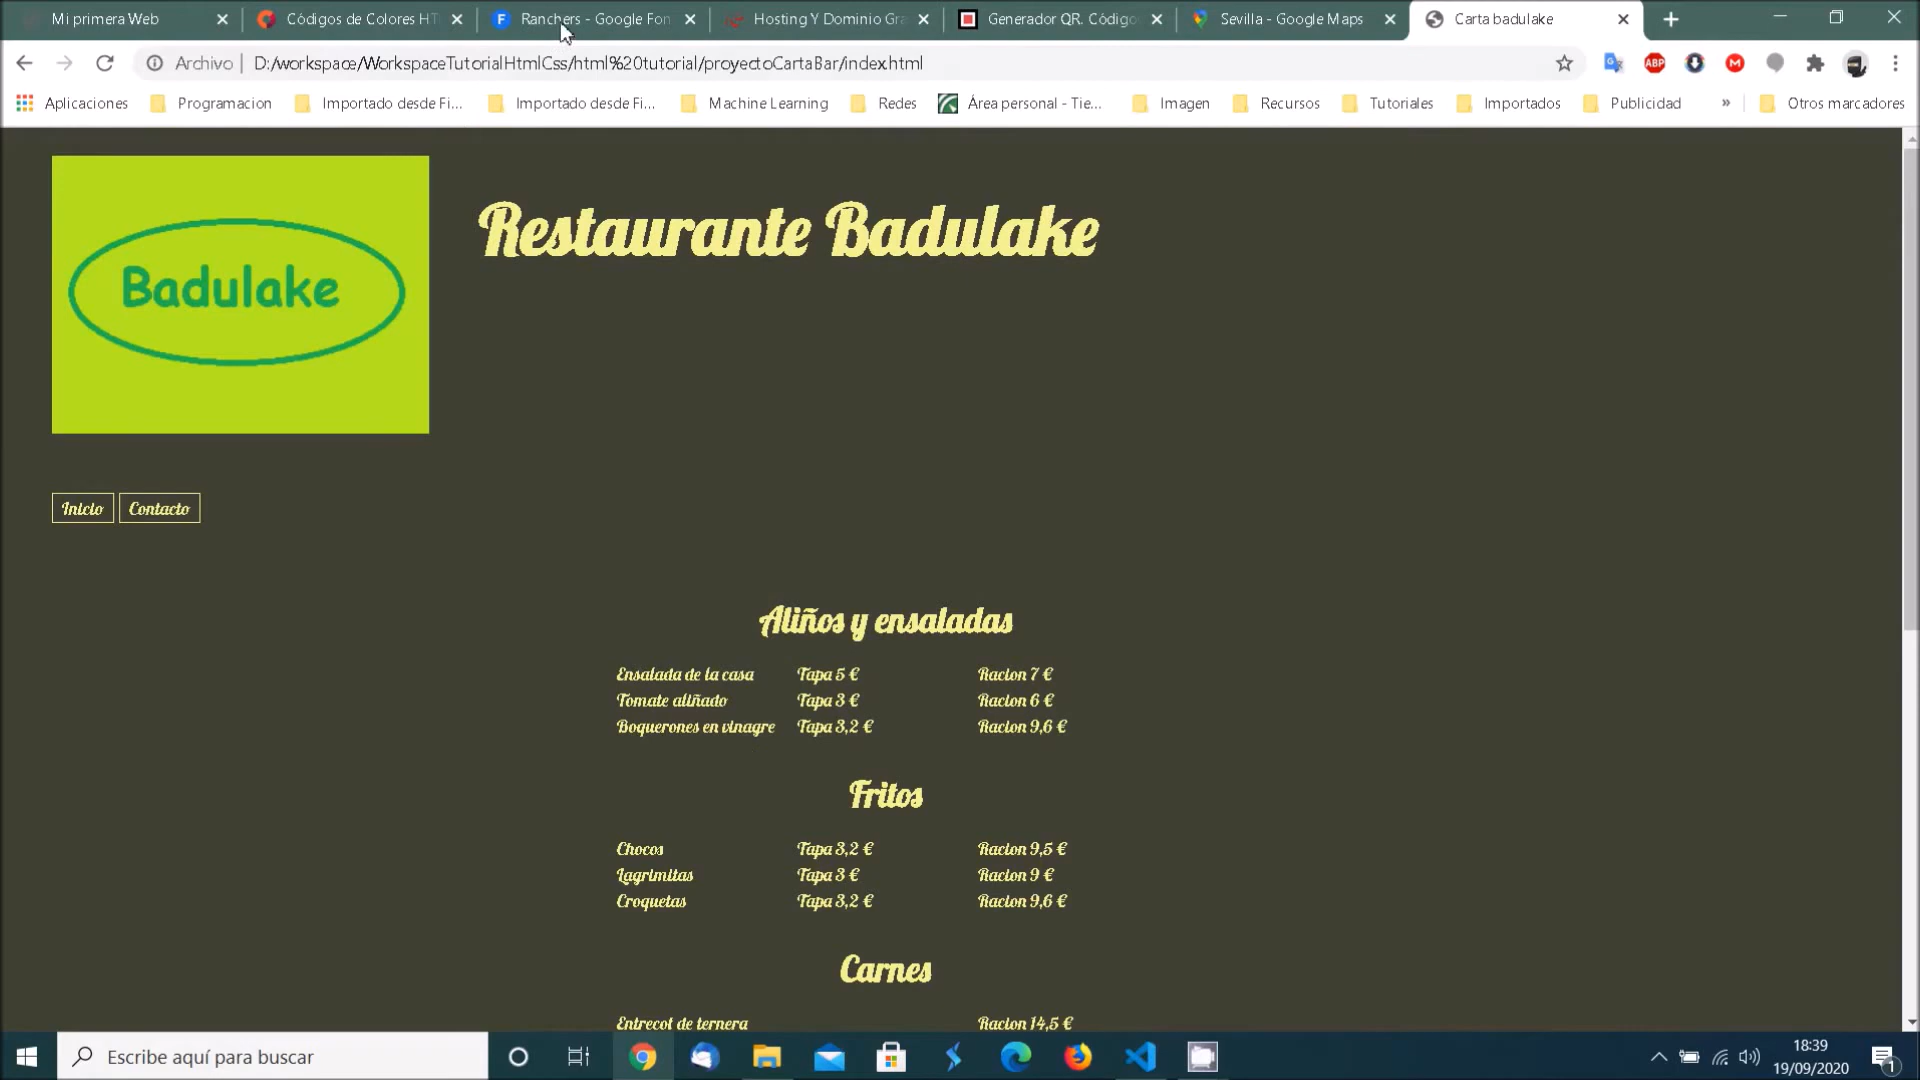 Mi primera Web
Códigos de Colores HT
Ranchers - Google Fon
Hosting Y Dominio Gra
Generador QR. Código
Sevilla - Google Maps
Carta badulake
Archivo | D:/workspace/WorkspaceTutorialHtmlCss/html%20tutorial/proyectoCartaBar/index.html
ABP
Aplicaciones Programacion Importado desde Fi... Importado desde Fi... Machine Learning Redes Área personal - Tie... Imagen Recursos Tutoriales Importados Publicidad » Otros marcadores
Badulake
Restaurante Badulake
Inicio Contacto
Aliños y ensaladas
Ensalada de la casa Tapa 5 € Racion 7 €
Tomate aliñado Tapa 3 € Racion 6 €
Boquerones en vinagre Tapa 3,2 € Racion 9,6 €
Fritos
Chocos Tapa 3,2 € Racion 9,5 €
Lagrimitas Tapa 3 € Racion 9 €
Croquetas Tapa 3,2 € Racion 9,6 €
Carnes
Entrecot de ternera Racion 14,5 €
Escribe aquí para buscar
18:39
19/09/2020
1